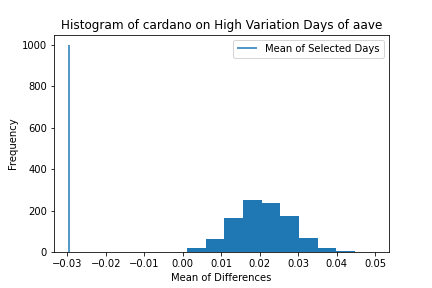 Histogram of cardano on High Variation Days of aave
Mean of Selected Days
Frequency
1000
800
600
400
200
0
−0.03 −0.02 −0.01 0.00 0.01 0.02 0.03 0.04 0.05
Mean of Differences